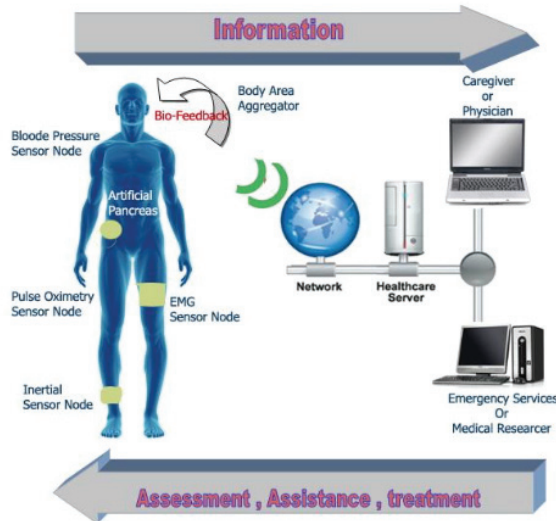 Information
Body Area
Aggregator
Bio-Feedback
Caregiver
or
Physician
Bloode Pressure
Sensor Node
Artificial
Pancreas
Pulse Oximetry
Sensor Node
EMG
Sensor Node
Network
Healthcare
Server
Inertial
Sensor Node
Emergency Services
Or
Medical Researcer
Assessment , Assistance , treatment